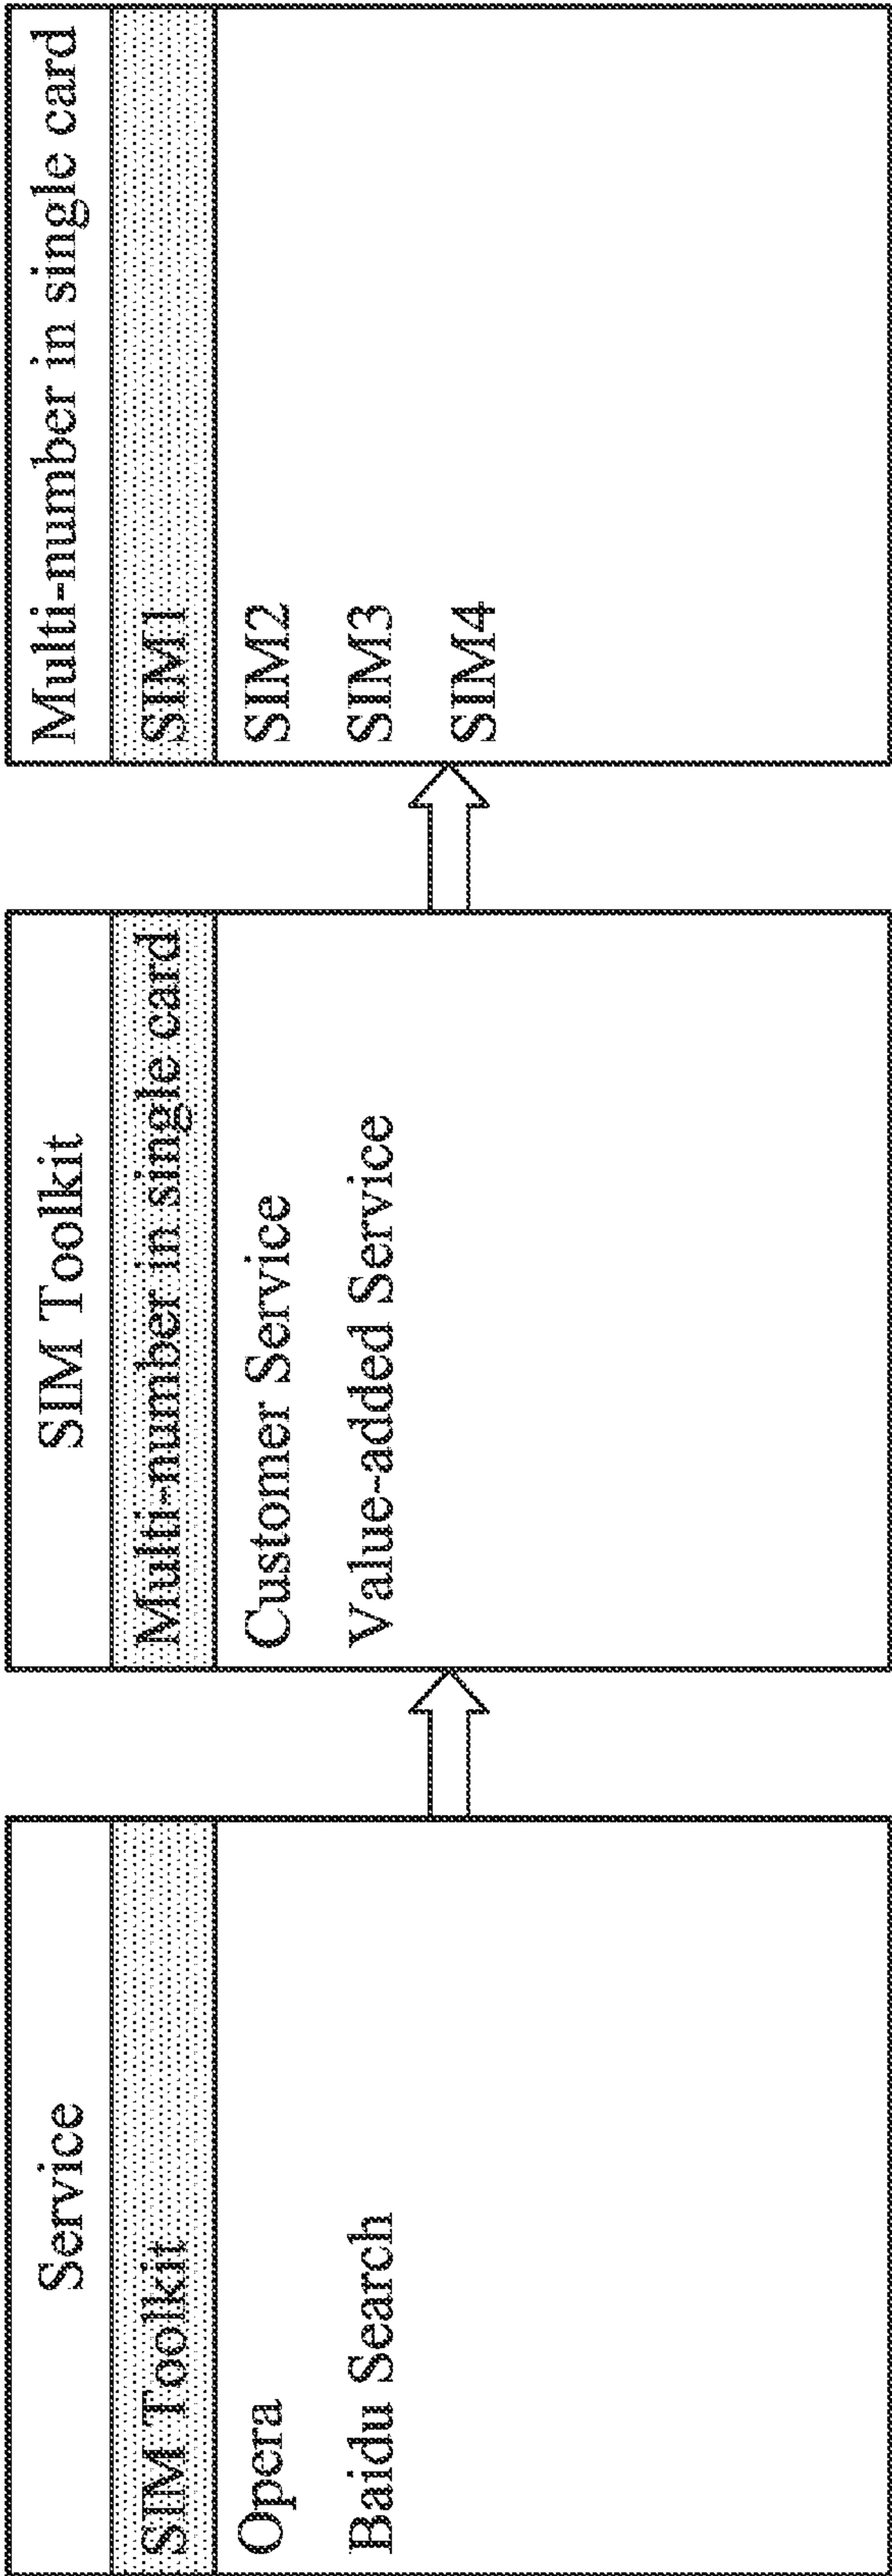 Service
SIM Toolkit
Opera
Baidu Search
SIM Toolkit
Multi-number in single card
Customer Service
Value-added Service
Multi-number in single card
SIM1
SIM2
SIM3
SIM4